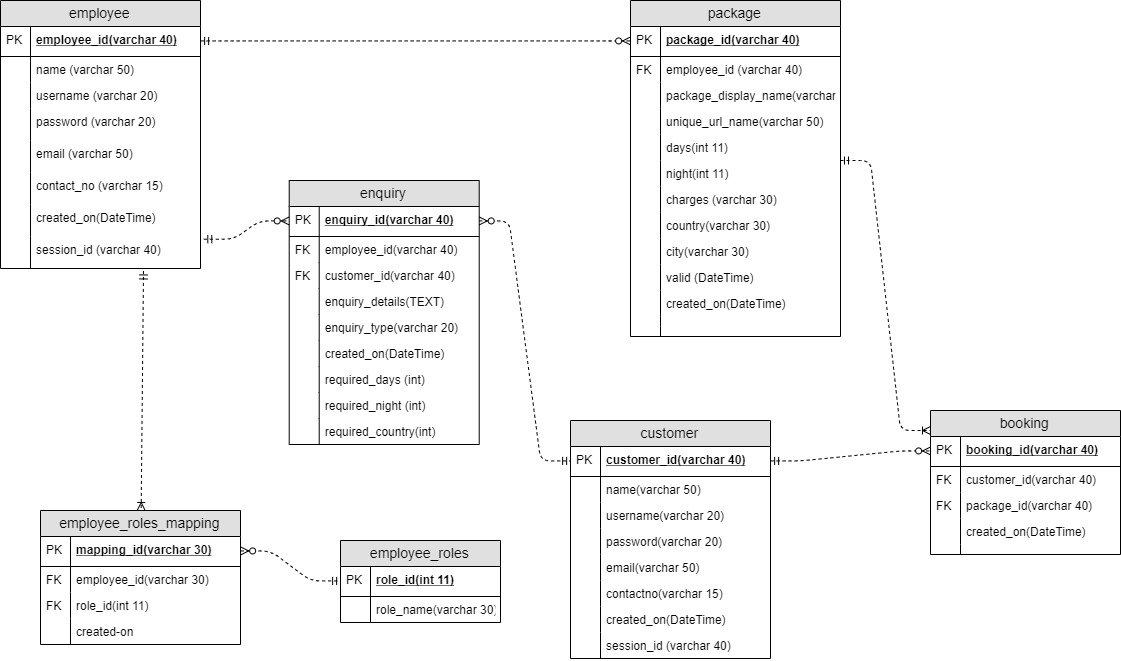 employee
PK employee_id(varchar 40)
name (varchar 50)
username (varchar 20)
password (varchar 20)
email (varchar 50)
contact_no (varchar 15)
created_on(DateTime)
session_id (varchar 40)
package
PK package_id(varchar 40)
FK employee_id (varchar 40)
package_display_name(varchar
unique_url_name(varchar 50)
days(int 11)
night(int 11)
charges (varchar 30)
country(varchar 30)
city(varchar 30)
valid (DateTime)
created_on(DateTime)
enquiry
PK enquiry_id(varchar 40)
FK employee_id(varchar 40)
FK customer_id(varchar 40)
enquiry_details(TEXT)
enquiry_type(varchar 20)
created_on(DateTime)
required_days (int)
required_night (int)
required_country(int)
customer
PK customer_id(varchar 40)
name(varchar 50)
username(varchar 20)
password(varchar 20)
email(varchar 50)
contactno(varchar 15)
created_on(DateTime)
session_id (varchar 40)
booking
PK booking_id(varchar 40)
FK customer_id(varchar 40)
FK package_id(varchar 40)
created_on(DateTime)
employee_roles_mapping
PK mapping_id(varchar 30)
FK employee_id(varchar 30)
FK role_id(int 11)
created-on
employee_roles
PK role_id(int 11)
role_name(varchar 30)